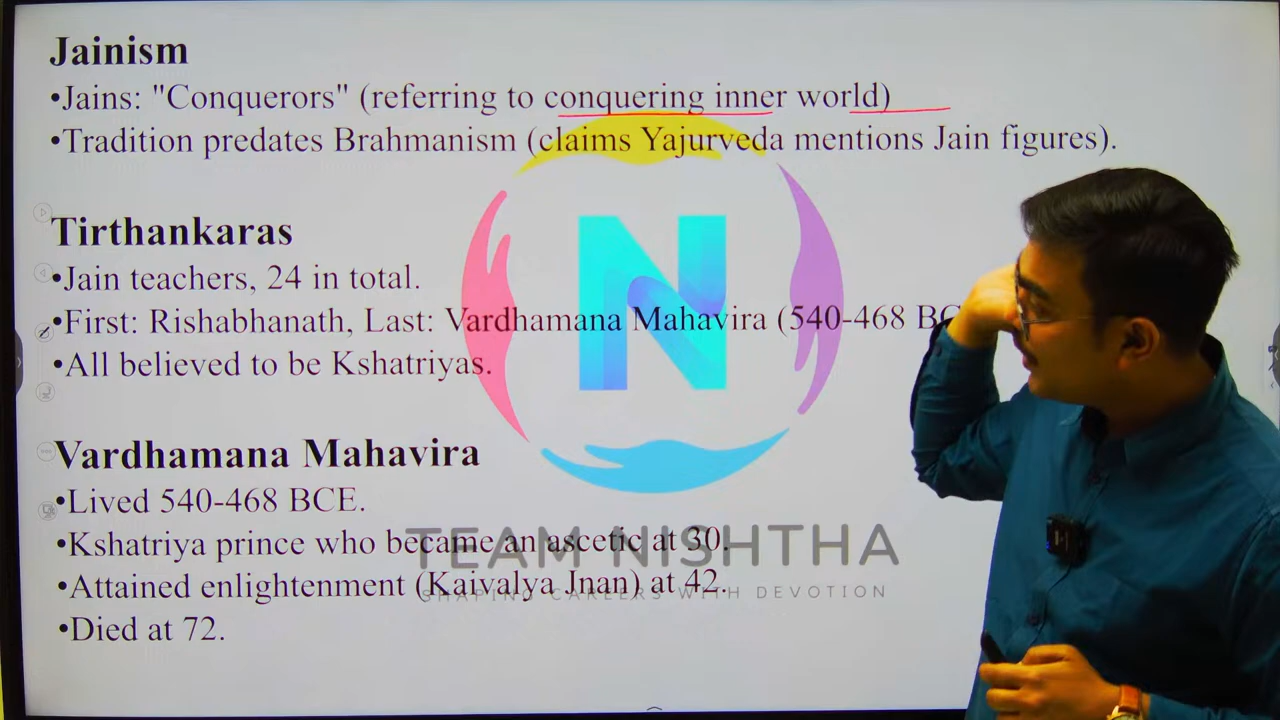 Jainism
•Jains: "Conquerors" (referring to conquering inner world)
•Tradition predates Brahmanism (claims Yajurveda mentions Jain figures).
Tirthankaras
•Jain teachers, 24 in total.
•First: Rishabhanath, Last: Vardhamana Mahavira (540-468 BC
•All believed to be Kshatriyas.
Vardhamana Mahavira
•Lived 540-468 BCE.
•Kshatriya prince who became an ascetic at 30.
•Attained enlightenment (Kaivalya Jnan) at 42.
•Died at 72.
N
TEAM NISHTHA
SHAPING CAREERS WITH DEVOTION